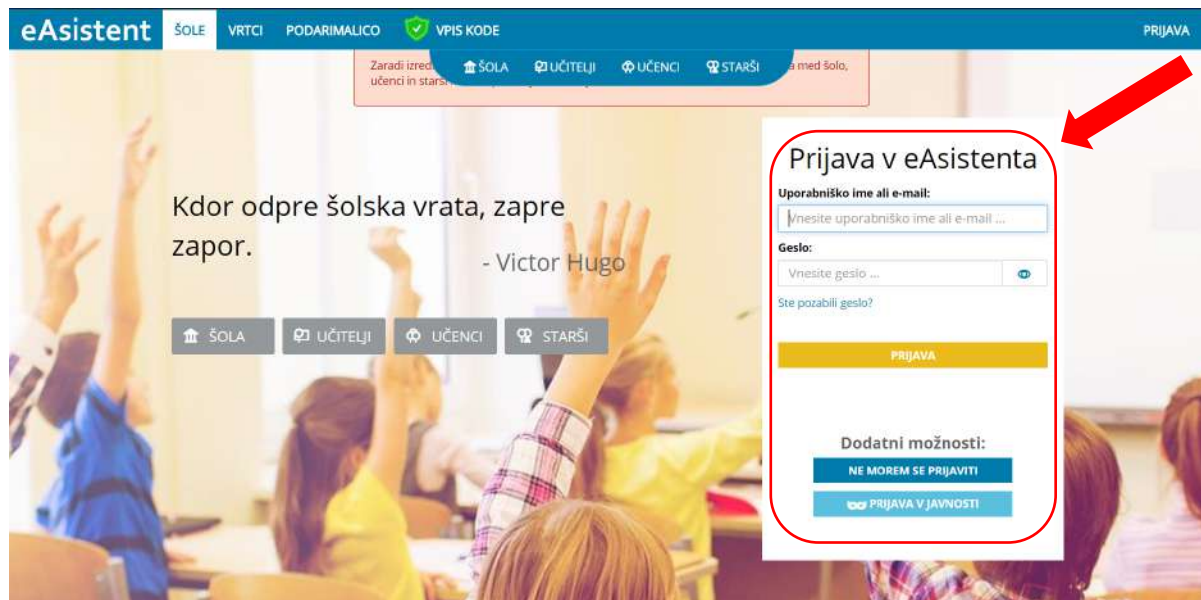 eAsistent ŠOLE VRTCI PODARIMALICO VPIS KODE PRIJAVA
ŠOLA UČITELJI UČENCI STARŠI
Zaradi izred a med šolo,
učenci in starši
Prijava v eAsistenta
Uporabniško ime ali e-mail:
Vnesite uporabniško ime ali e-mail ...
Geslo:
Vnesite geslo ...
Ste pozabili geslo?
PRIJAVA
Dodatni možnosti:
NE MOREM SE PRIJAVITI
PRIJAVA V JAVNOSTI
Kdor odpre šolska vrata, zapre
zapor.
- Victor Hugo
ŠOLA UČITELJI UČENCI STARŠI